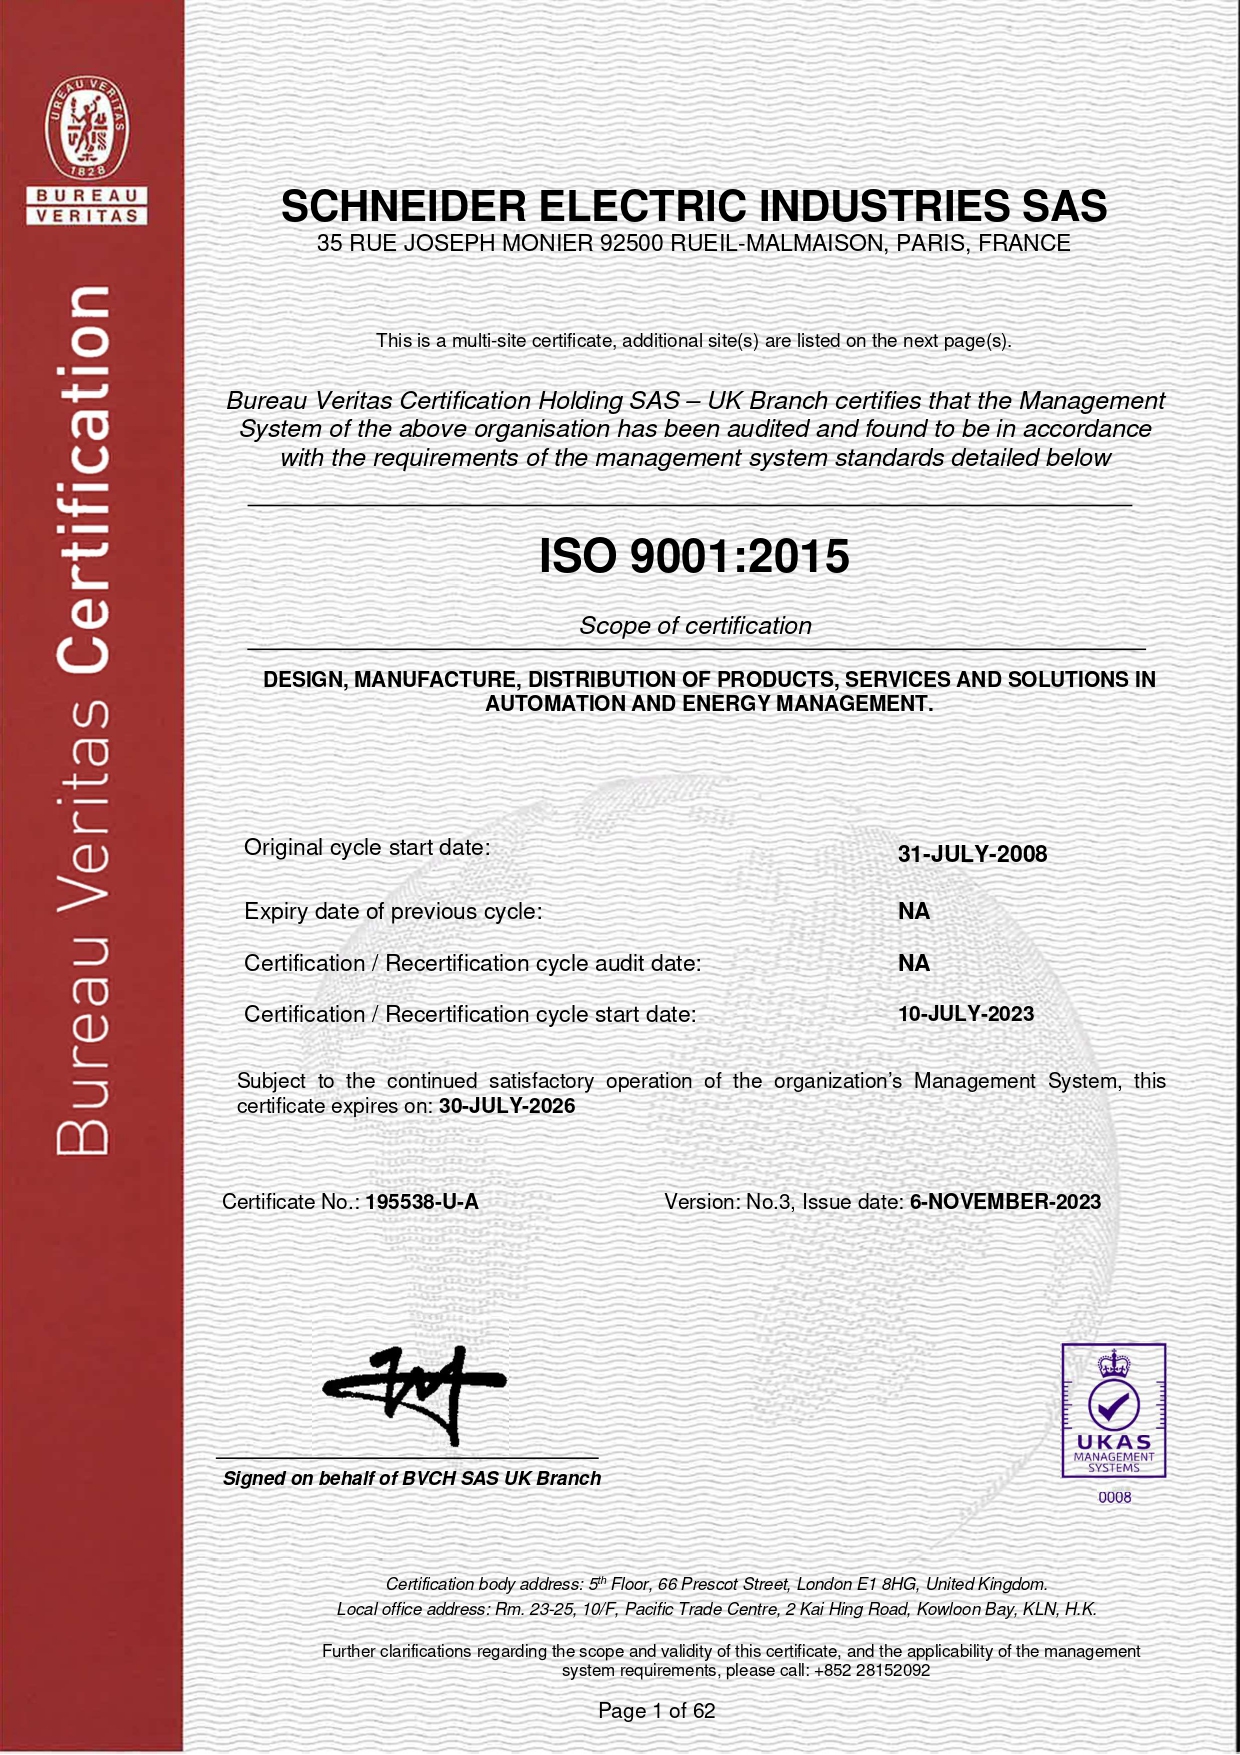 BUREAU VERITAS
1828
BUREAU
VERITAS
Bureau Veritas Certification
SCHNEIDER ELECTRIC INDUSTRIES SAS
35 RUE JOSEPH MONIER 92500 RUEIL-MALMAISON, PARIS, FRANCE
This is a multi-site certificate, additional site(s) are listed on the next page(s).
Bureau Veritas Certification Holding SAS – UK Branch certifies that the Management
System of the above organisation has been audited and found to be in accordance
with the requirements of the management system standards detailed below
ISO 9001:2015
Scope of certification
DESIGN, MANUFACTURE, DISTRIBUTION OF PRODUCTS, SERVICES AND SOLUTIONS IN
AUTOMATION AND ENERGY MANAGEMENT.
Original cycle start date: 31-JULY-2008
Expiry date of previous cycle: NA
Certification / Recertification cycle audit date: NA
Certification / Recertification cycle start date: 10-JULY-2023
Subject to the continued satisfactory operation of the organization's Management System, this
certificate expires on: 30-JULY-2026
Certificate No.: 195538-U-A Version: No.3, Issue date: 6-NOVEMBER-2023
Signed on behalf of BVCH SAS UK Branch
UKAS
MANAGEMENT
SYSTEMS
0008
Certification body address: 5th Floor, 66 Prescot Street, London E1 8HG, United Kingdom.
Local office address: Rm. 23-25, 10/F, Pacific Trade Centre, 2 Kai Hing Road, Kowloon Bay, KLN, H.K.
Further clarifications regarding the scope and validity of this certificate, and the applicability of the management
system requirements, please call: +852 28152092
Page 1 of 62